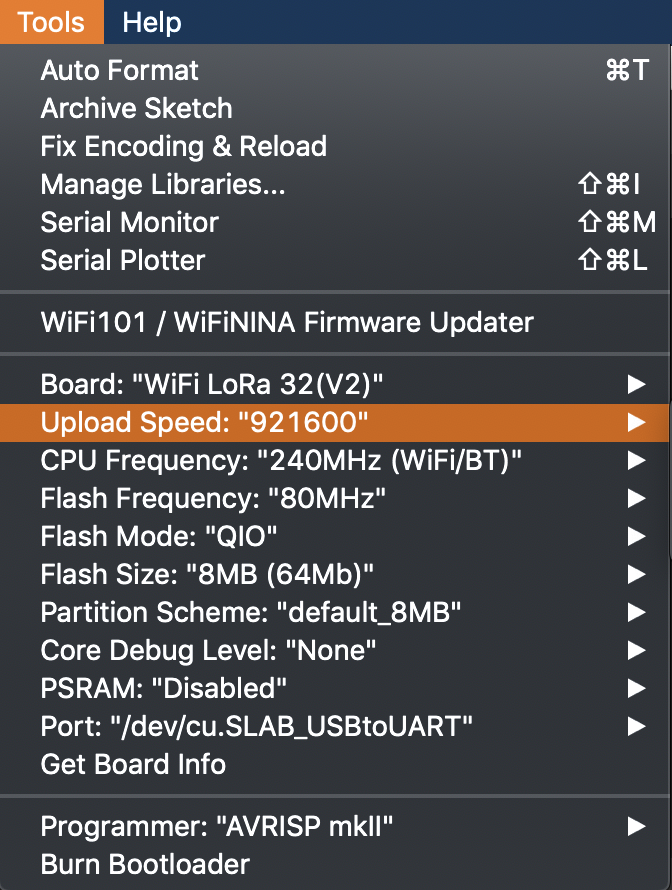 Tools Help
Auto Format ⌘T
Archive Sketch
Fix Encoding & Reload
Manage Libraries... ⇧⌘I
Serial Monitor ⇧⌘M
Serial Plotter ⇧⌘L
WiFi101 / WiFiNINA Firmware Updater
Board: "WiFi LoRa 32(V2)" ▶
Upload Speed: "921600" ▶
CPU Frequency: "240MHz (WiFi/BT)" ▶
Flash Frequency: "80MHz" ▶
Flash Mode: "QIO" ▶
Flash Size: "8MB (64Mb)" ▶
Partition Scheme: "default_8MB" ▶
Core Debug Level: "None" ▶
PSRAM: "Disabled" ▶
Port: "/dev/cu.SLAB_USBtoUART" ▶
Get Board Info
Programmer: "AVRISP mkII" ▶
Burn Bootloader